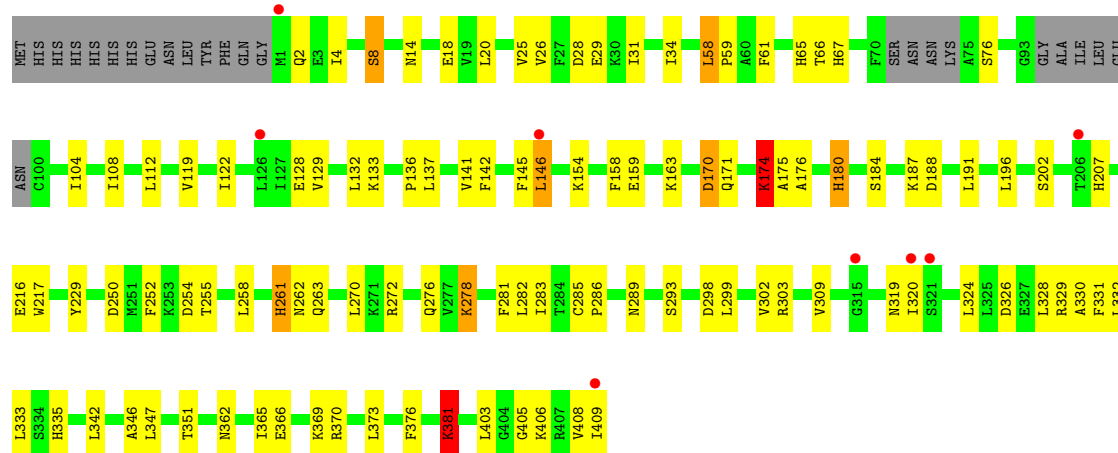 MET HIS HIS HIS HIS HIS HIS GLU ASN LEU TYR PHE GLN GLY M1 Q2 E3 I4 S8 N14 E18 V19 L20 V25 V26 F27 D28 E29 K30 I31 I34 L58 P59 A60 F61 H65 T66 H67 F70 SER ASN ASN LYS A75 S76 G93 GLY ALA ILE LEU GLU
ASN C100 I104 I108 L112 V119 I122 L126 I127 E128 V129 L132 K133 P136 L137 V141 F142 F145 L146 K154 F158 E159 K163 D170 Q171 K174 A175 A176 H180 S184 K187 D188 L191 L196 S202 T206 H207
E216 W217 Y229 D250 M251 F252 K253 D254 T255 L258 H261 N262 Q263 L270 K271 R272 Q276 V277 K278 F281 L282 I283 T284 C285 P286 N289 S293 D298 L299 V302 R303 V309 G315 N319 I320 S321 L324 L325 D326 E327 L328 R329 A330 F331 L332
L333 S334 H335 L342 A346 L347 T351 N362 I365 E366 K369 R370 L373 F376 K381 L403 G404 G405 K406 R407 V408 I409